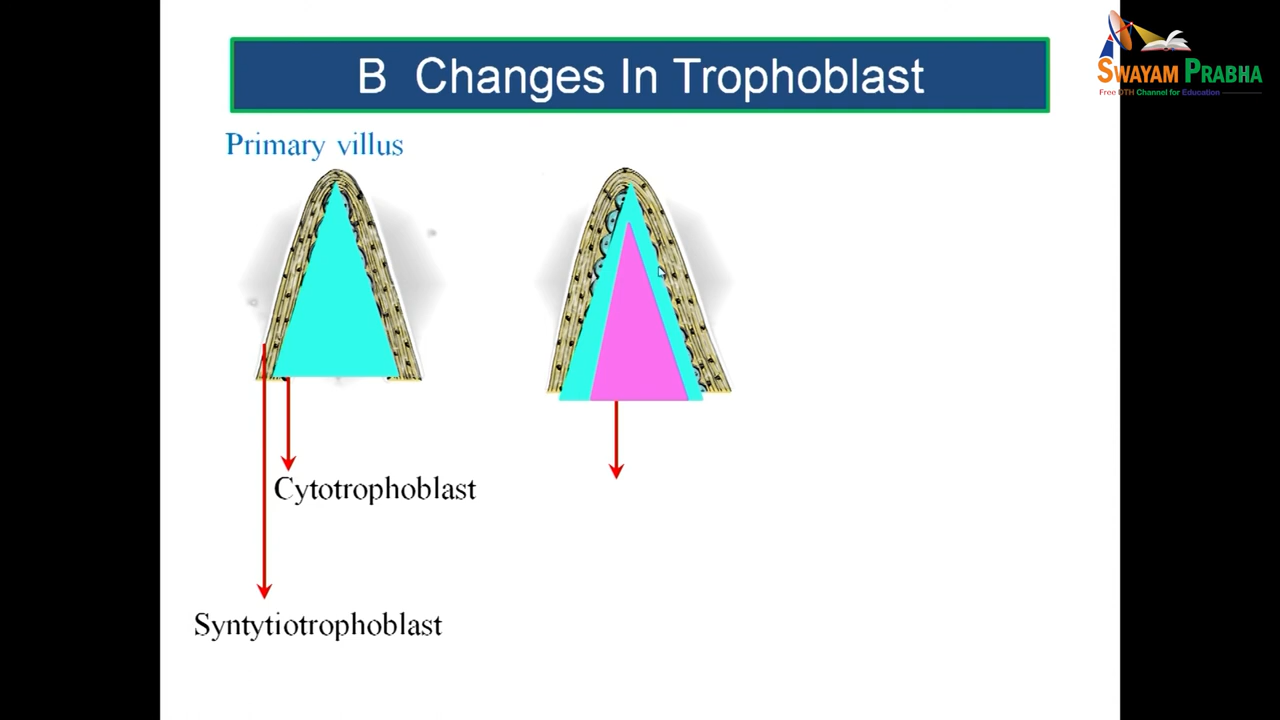 SWAYAM PRABHA
Free DTH Channel for Education
B Changes In Trophoblast
Primary villus
Cytotrophoblast
Syntytiotrophoblast